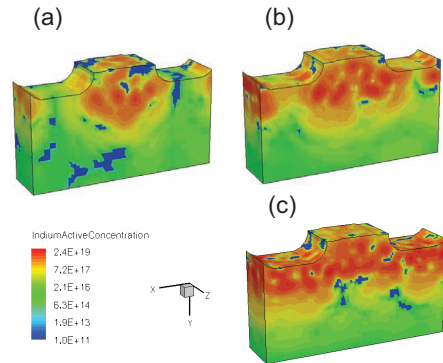 (a)
(b)
(c)
IndiumActiveConcentration
2.4E+19
7.2E+17
2.1E+16
6.3E+14
1.9E+13
1.0E+11
X
Z
Y